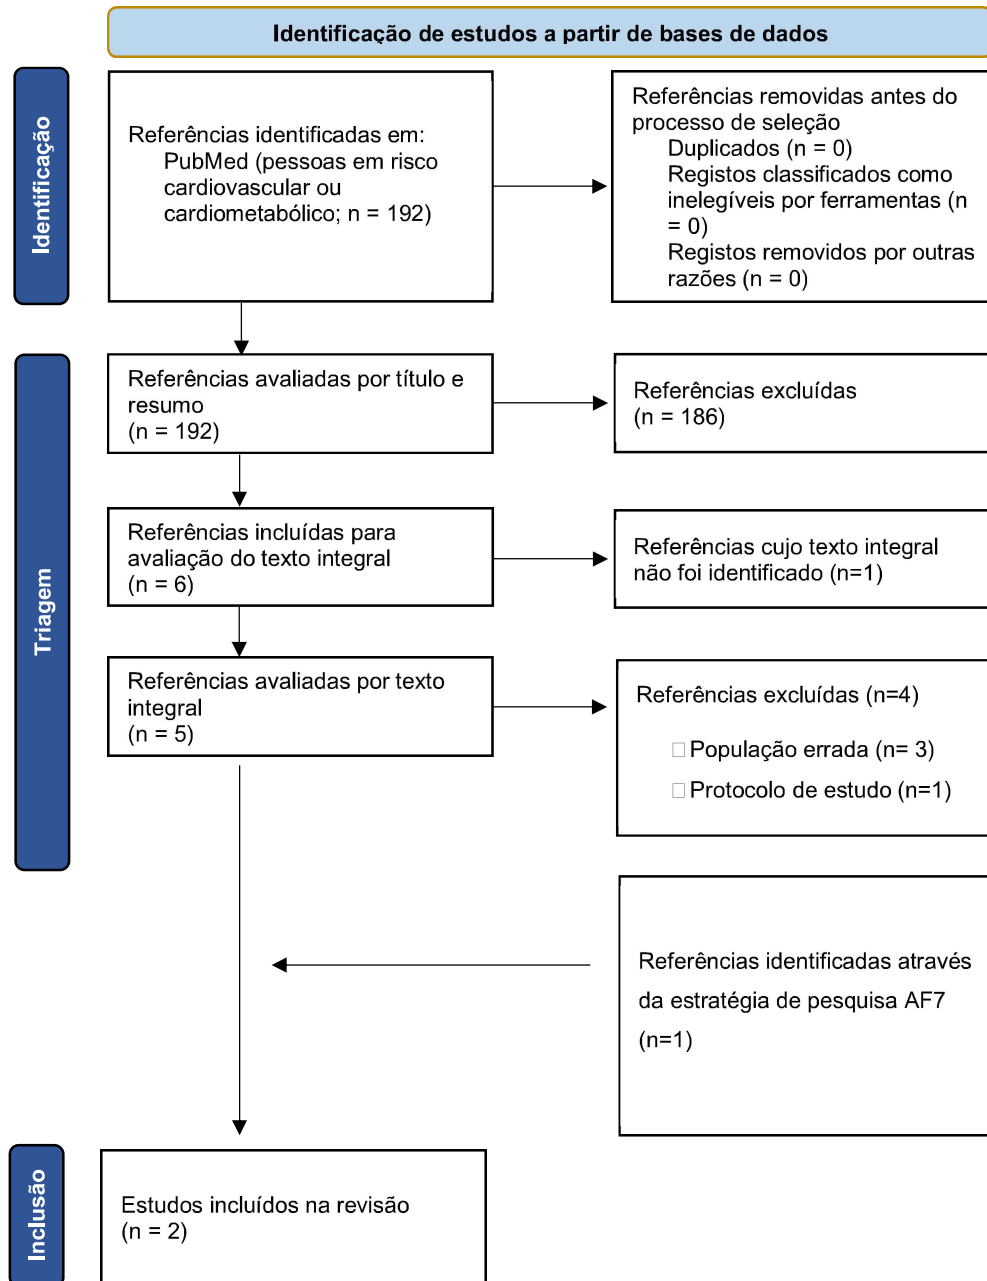 Identificação de estudos a partir de bases de dados
Identificação
Referências identificadas em:
PubMed (pessoas em risco
cardiovascular ou
cardiometabólico; n = 192)
Referências removidas antes do
processo de seleção
Duplicados (n = 0)
Registos classificados como
inelegíveis por ferramentas (n
= 0)
Registos removidos por outras
razões (n = 0)
Triagem
Referências avaliadas por título e
resumo
(n = 192)
Referências excluídas
(n = 186)
Referências incluídas para
avaliação do texto integral
(n = 6)
Referências cujo texto integral
não foi identificado (n=1)
Referências avaliadas por texto
integral
(n = 5)
Referências excluídas (n=4)
□ População errada (n= 3)
□ Protocolo de estudo (n=1)
Referências identificadas através
da estratégia de pesquisa AF7
(n=1)
Inclusão
Estudos incluídos na revisão
(n = 2)